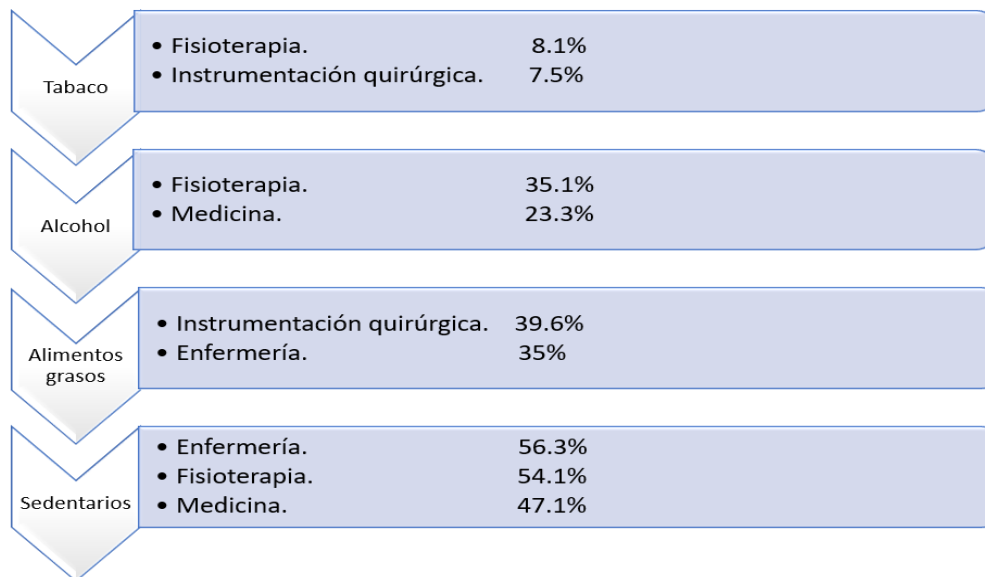 Tabaco
• Fisioterapia. 8.1%
• Instrumentación quirúrgica. 7.5%
Alcohol
• Fisioterapia. 35.1%
• Medicina. 23.3%
Alimentos
grasos
• Instrumentación quirúrgica. 39.6%
• Enfermería. 35%
Sedentarios
• Enfermería. 56.3%
• Fisioterapia. 54.1%
• Medicina. 47.1%